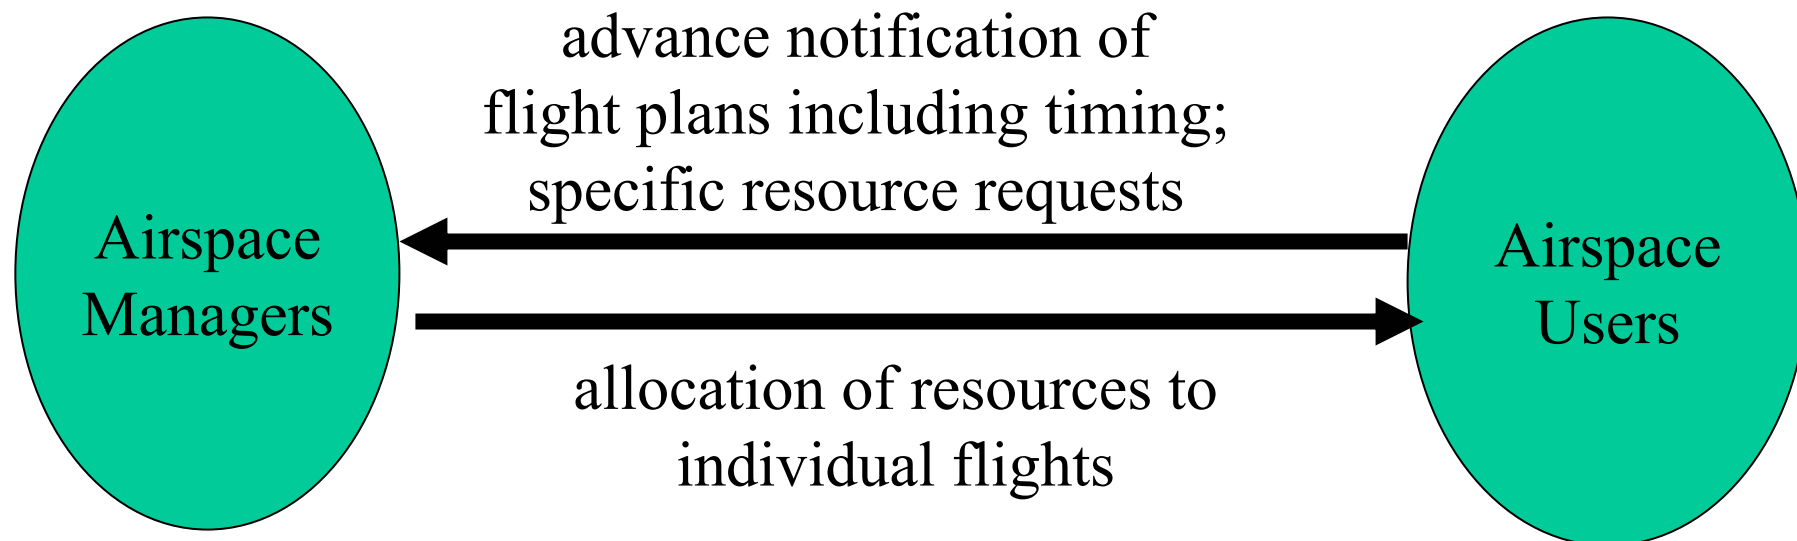 advance notification of
flight plans including timing;
specific resource requests
Airspace
Managers
Airspace
Users
allocation of resources to
individual flights